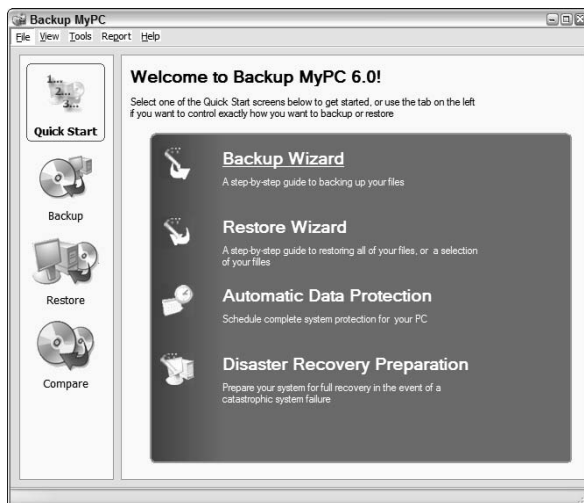 Backup MyPC
File View Tools Report Help
1...
2...
3...
Quick Start
Backup
Restore
Compare
Welcome to Backup MyPC 6.0!
Select one of the Quick Start screens below to get started, or use the tab on the left
if you want to control exactly how you want to backup or restore
Backup Wizard
A step-by-step guide to backing up your files
Restore Wizard
A step-by-step guide to restoring all of your files, or a selection
of your files
Automatic Data Protection
Schedule complete system protection for your PC
Disaster Recovery Preparation
Prepare your system for full recovery in the event of a
catastrophic system failure